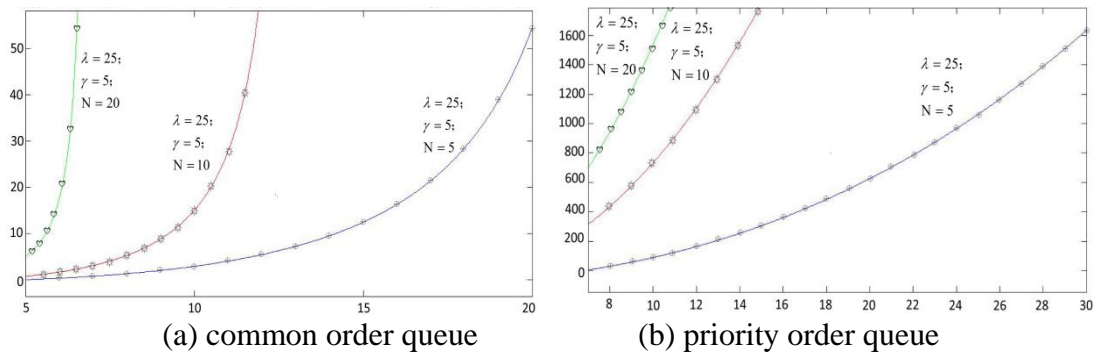 50
40
30
20
10
0
5
10
15
20
λ = 25;
γ = 5;
N = 20
λ = 25;
γ = 5;
N = 10
λ = 25;
γ = 5;
N = 5
(a) common order queue
1600
1400
1200
1000
800
600
400
200
0
8
10
12
14
16
18
20
22
24
26
28
30
λ = 25;
γ = 5;
N = 20
λ = 25;
γ = 5;
N = 10
λ = 25;
γ = 5;
N = 5
(b) priority order queue